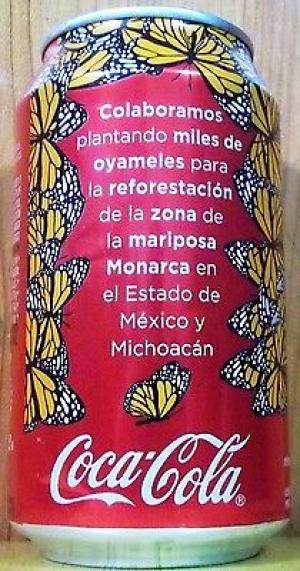 Colaboramos
plantando miles de
oyameles para
la reforestación
de la zona de
la mariposa
Monarca en
el Estado de
México y
Michoacán
Coca-Cola®